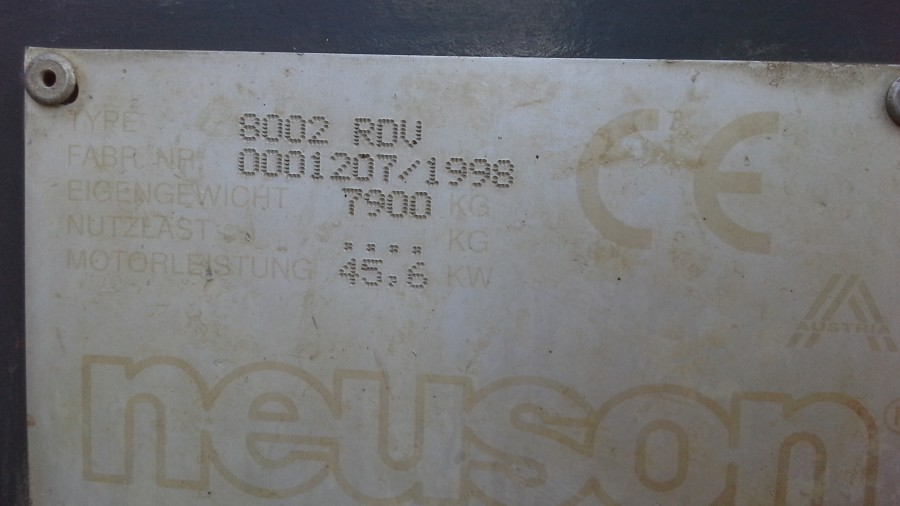 TYPE 8002 RDV
FABR. NR. 0001207/1998
EIGENGEWICHT 7900 KG
NUTZLAST .... KG
MOTORLEISTUNG 45,6 KW
CE
AUSTRIA
neuson®